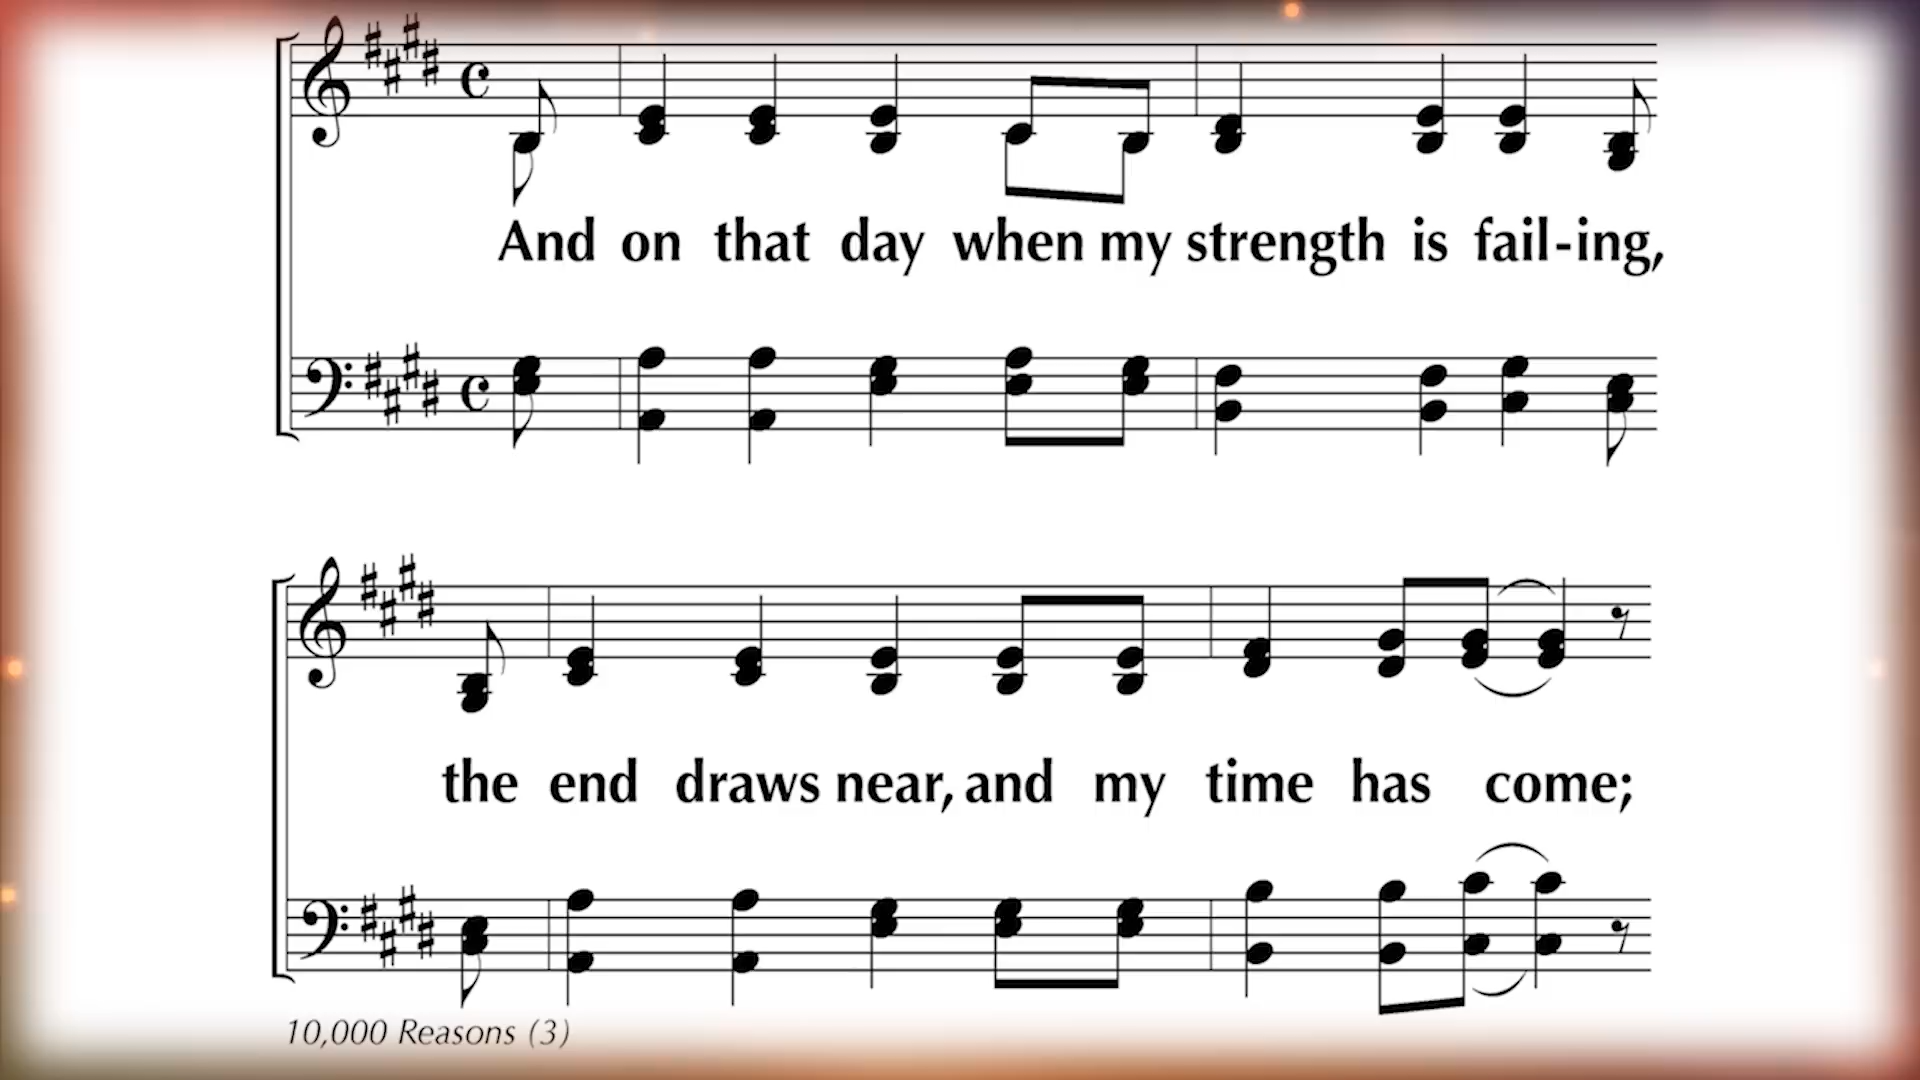 And on that day when my strength is fail-ing,
the end draws near, and my time has come;
10,000 Reasons (3)